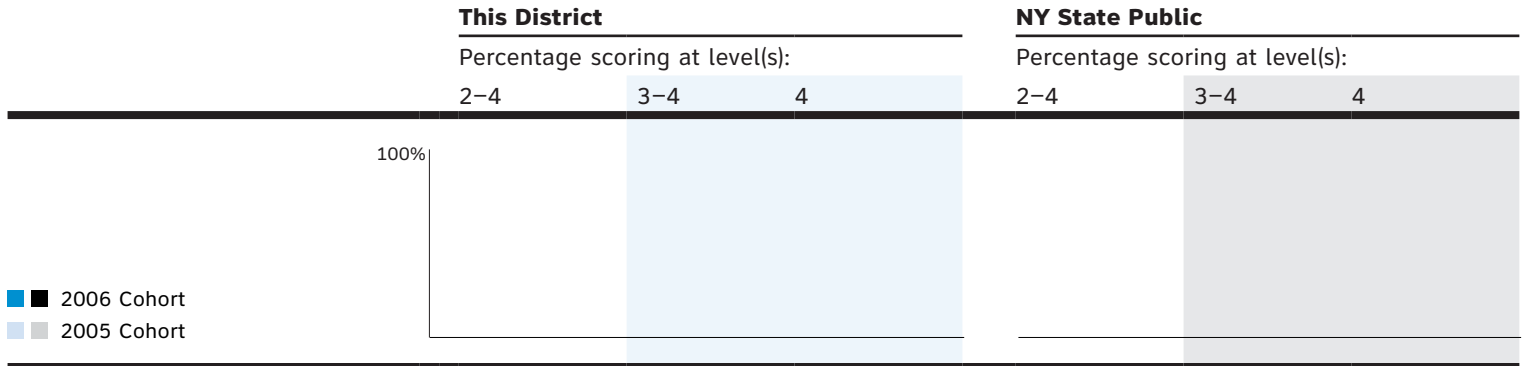 This District NY State Public
Percentage scoring at level(s): Percentage scoring at level(s):
2–4 3–4 4 2–4 3–4 4
100%
2006 Cohort
2005 Cohort